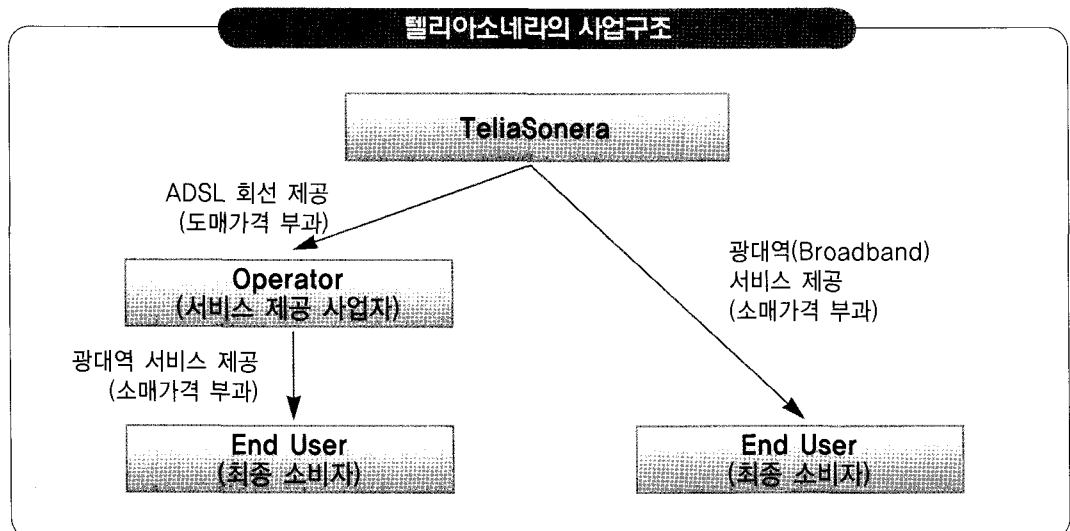 텔리아소네라의 사업구조
TeliaSonera
ADSL 회선 제공
(도매가격 부과)
광대역(Broadband)
서비스 제공
(소매가격 부과)
Operator
(서비스 제공 사업자)
광대역 서비스 제공
(소매가격 부과)
End User
(최종 소비자)
End User
(최종 소비자)